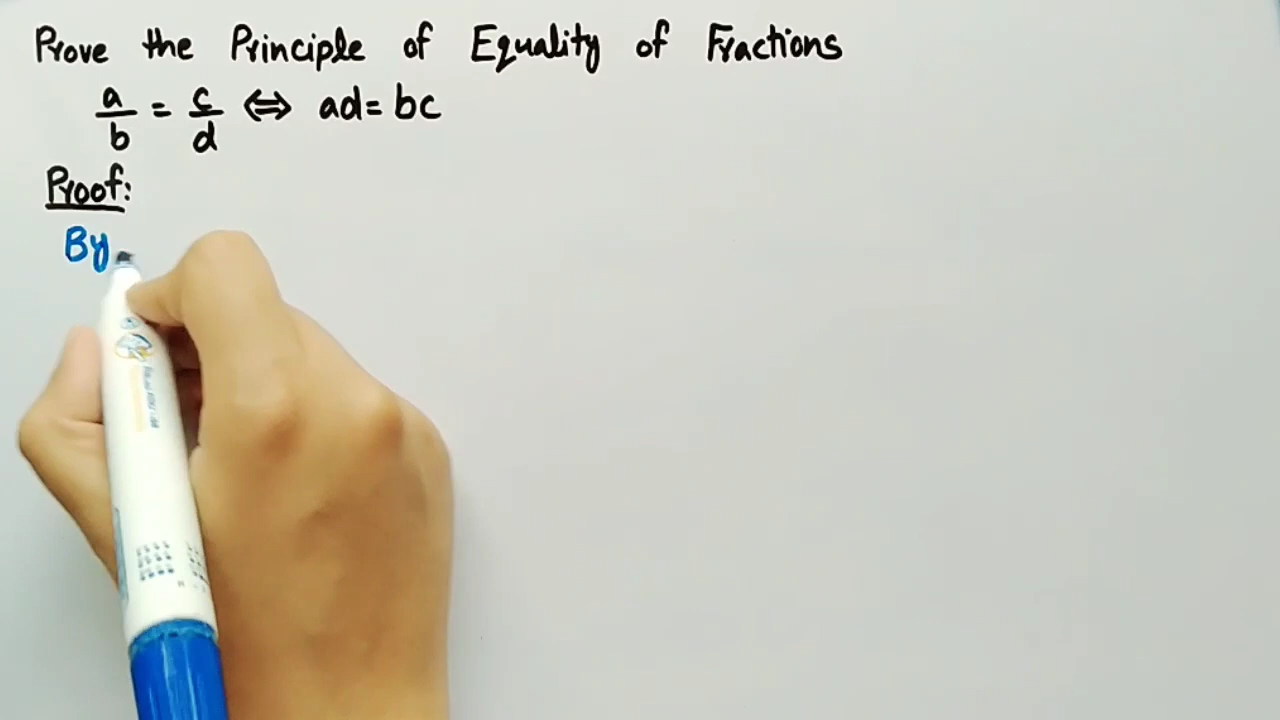 Prove the Principle of Equality of Fractions
a/b = c/d ⇔ ad = bc
Proof:
By